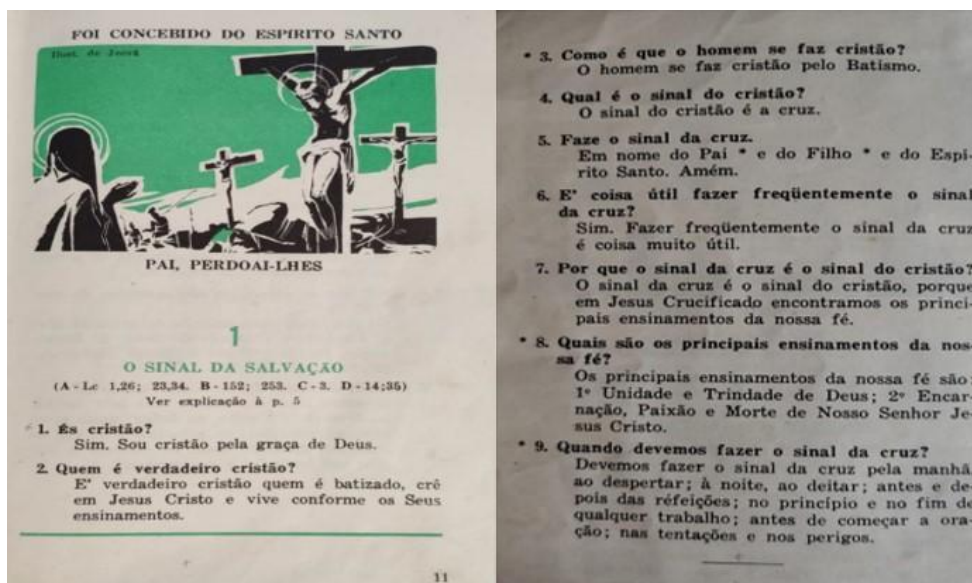 FOI CONCEBIDO DO ESPÍRITO SANTO
Ilust. de
PAI, PERDOAI-LHES
1
O SINAL DA SALVAÇÃO
(A - Lc 1,26; 23,34. B - 152; 253. C - 3. D - 14;35)
Ver explicação à p. 5
* 1. És cristão?
Sim. Sou cristão pela graça de Deus.
2. Quem é verdadeiro cristão?
E' verdadeiro cristão quem é batizado, crê
em Jesus Cristo e vive conforme os Seus
ensinamentos.
11
* 3. Como é que o homem se faz cristão?
O homem se faz cristão pelo Batismo.
4. Qual é o sinal do cristão?
O sinal do cristão é a cruz.
5. Faze o sinal da cruz.
Em nome do Pai * e do Filho * e do Espí-
rito Santo. Amém.
6. E' coisa útil fazer freqüentemente o sinal
da cruz?
Sim. Fazer freqüentemente o sinal da cruz
é coisa muito útil.
7. Por que o sinal da cruz é o sinal do cristão?
O sinal da cruz é o sinal do cristão, porque
em Jesus Crucificado encontramos os princi-
pais ensinamentos da nossa fé.
* 8. Quais são os principais ensinamentos da nos-
sa fé?
Os principais ensinamentos da nossa fé são:
1º Unidade e Trindade de Deus; 2º Encar-
nação, Paixão e Morte de Nosso Senhor Je-
sus Cristo.
* 9. Quando devemos fazer o sinal da cruz?
Devemos fazer o sinal da cruz pela manhã,
ao despertar; à noite, ao deitar; antes e de-
pois das réfeições; no princípio e no fim de
qualquer trabalho; antes de começar a ora-
ção; nas tentações e nos perigos.